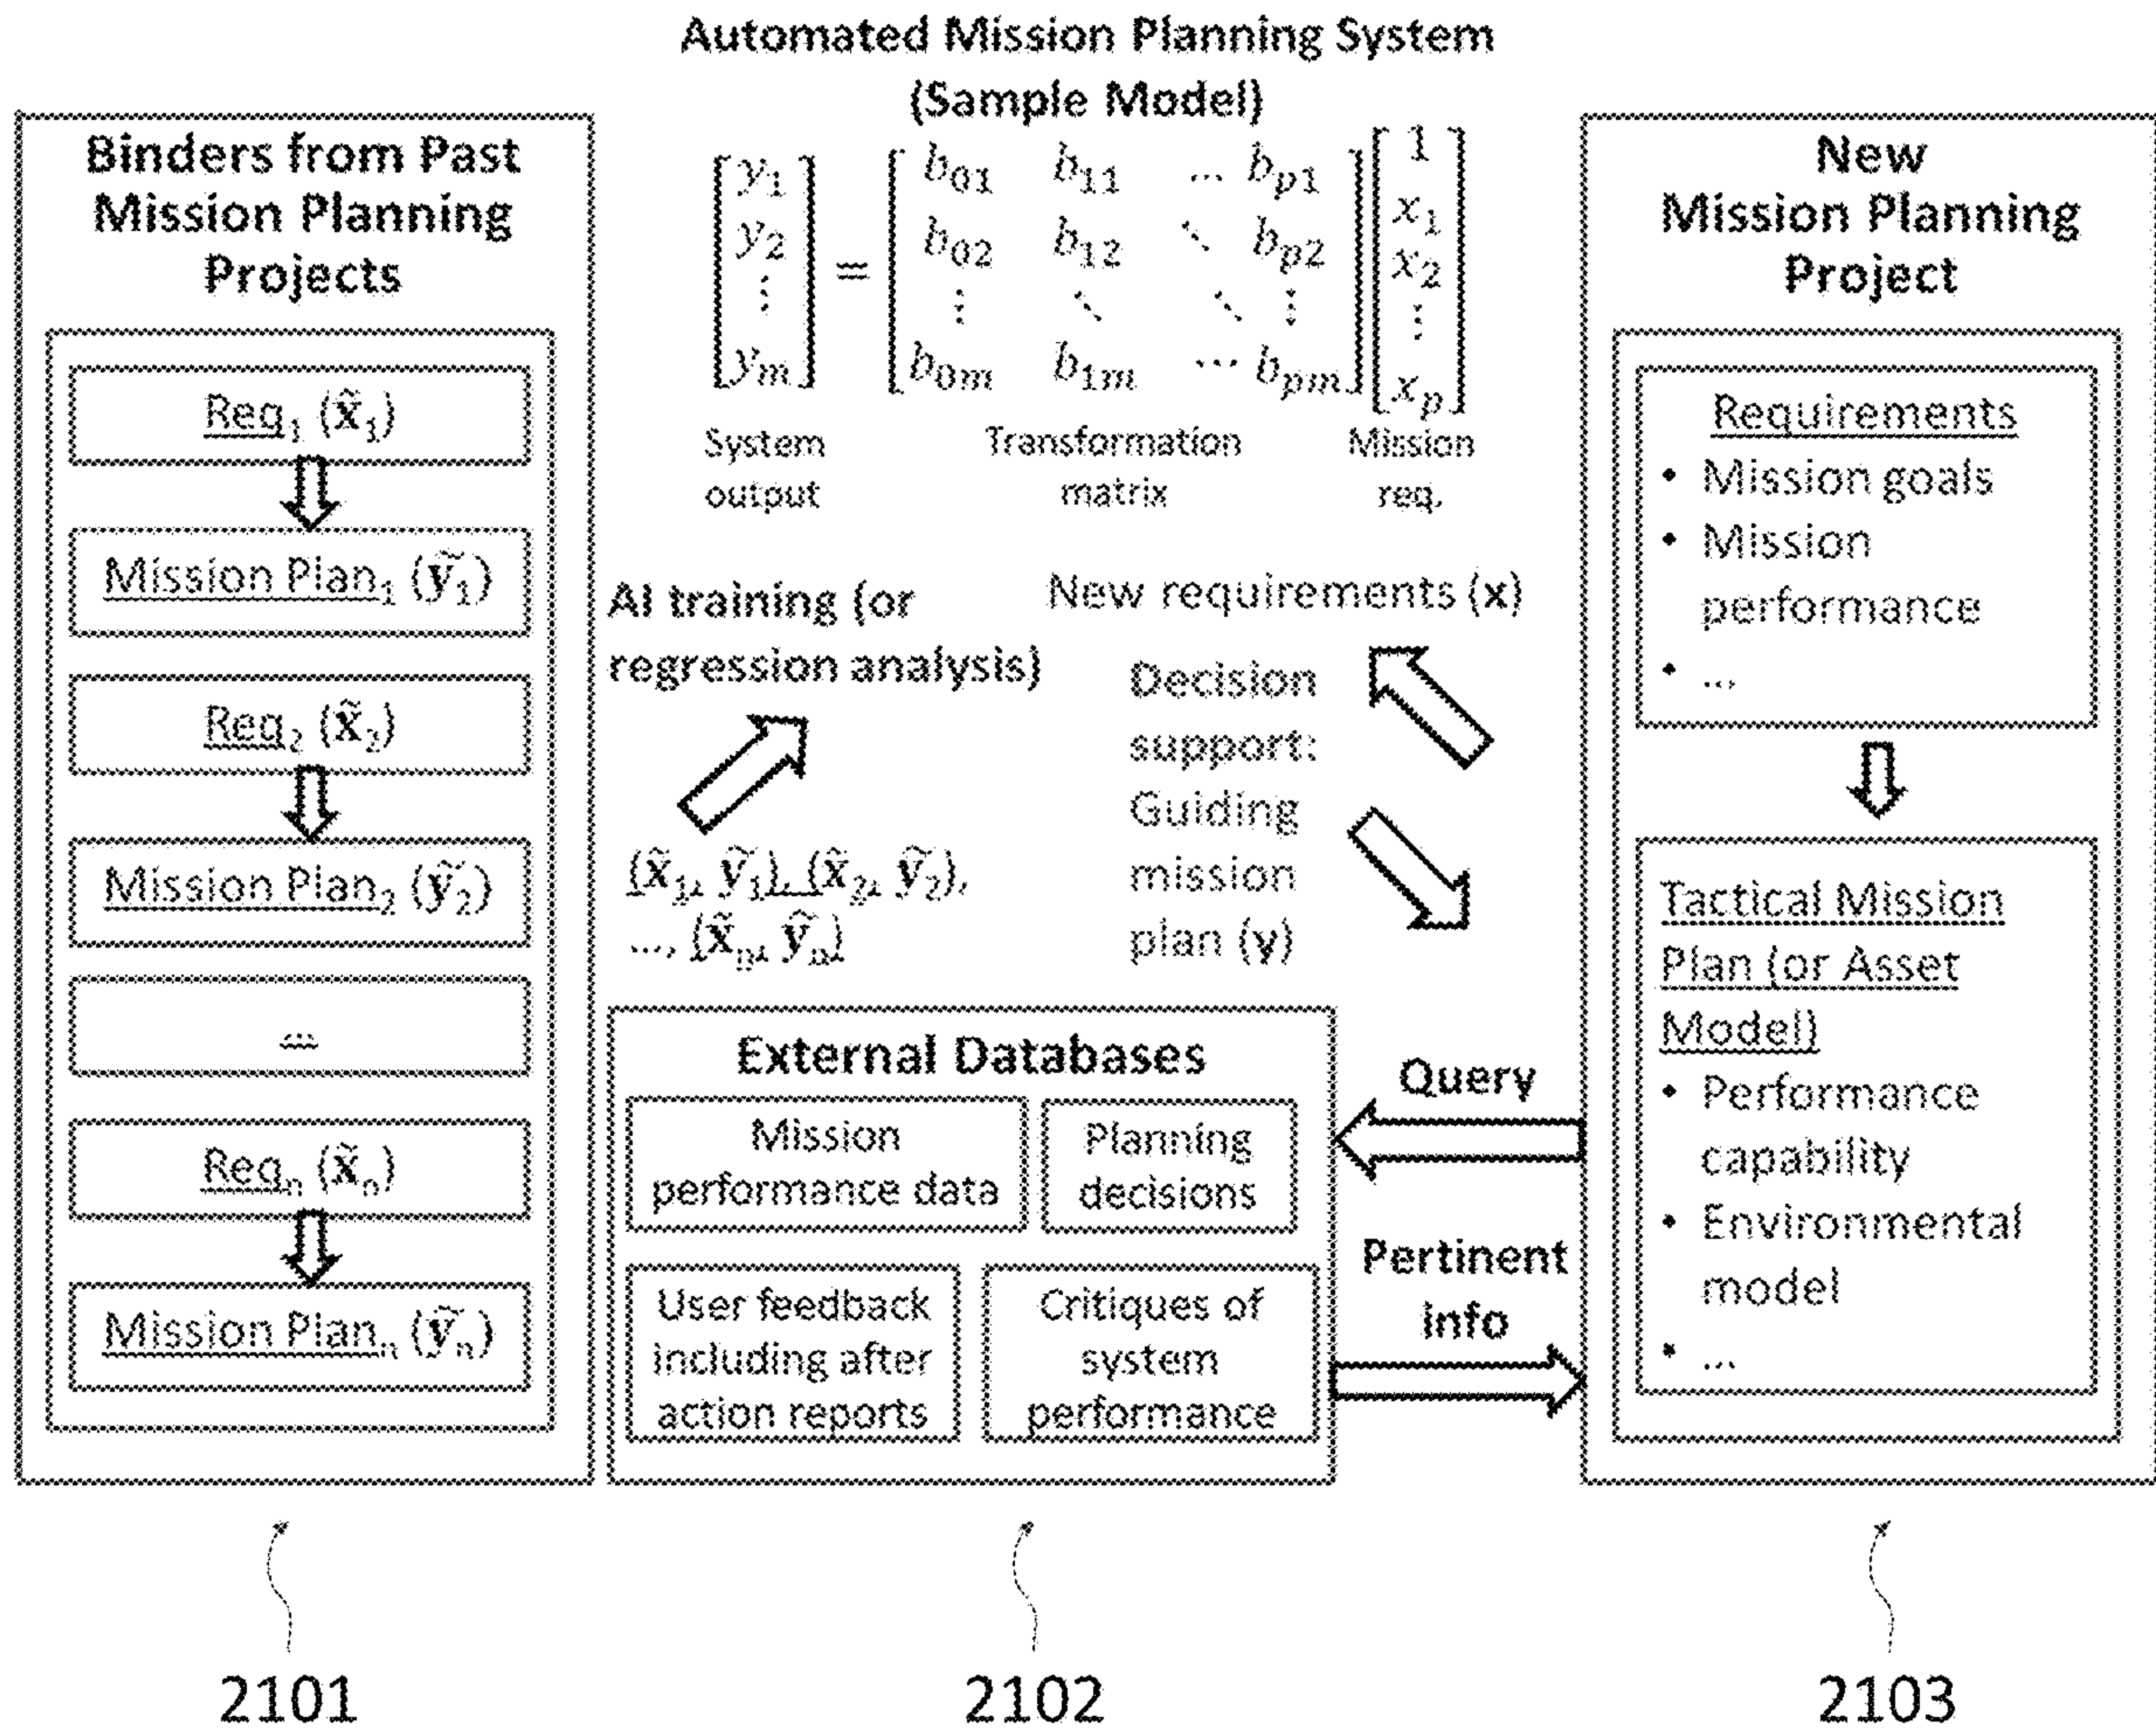 Automated Mission Planning System
(Sample Model)
Binders from Past
Mission Planning
Projects
Req₁ (x̃₁)
Mission Plan₁ (ỹ₁)
Req₂ (x̃₂)
Mission Plan₂ (ỹ₂)
...
Reqₙ (x̃ₙ)
Mission Planₙ (ỹₙ)
y₁
y₂
⋮
yₘ
=
b₀₁ b₁₁ ... bₚ₁
b₀₂ b₁₂ ⋱ bₚ₂
⋮ ⋱ ⋱ ⋮
b₀ₘ b₁ₘ ... bₚₘ
1
x₁
x₂
⋮
xₚ
System
output
Transformation
matrix
Mission
req.
AI training (or
regression analysis)
(x̃₁, ỹ₁), (x̃₂, ỹ₂),
..., (x̃ₙ, ỹₙ)
New requirements (x)
Decision
support:
Guiding
mission
plan (y)
External Databases
Mission
performance data
Planning
decisions
User feedback
including after
action reports
Critiques of
system
performance
Query
Pertinent
info
New
Mission Planning
Project
Requirements
• Mission goals
• Mission
performance
• ...
Tactical Mission
Plan (or Asset
Model)
• Performance
capability
• Environmental
model
• ...
2101
2102
2103